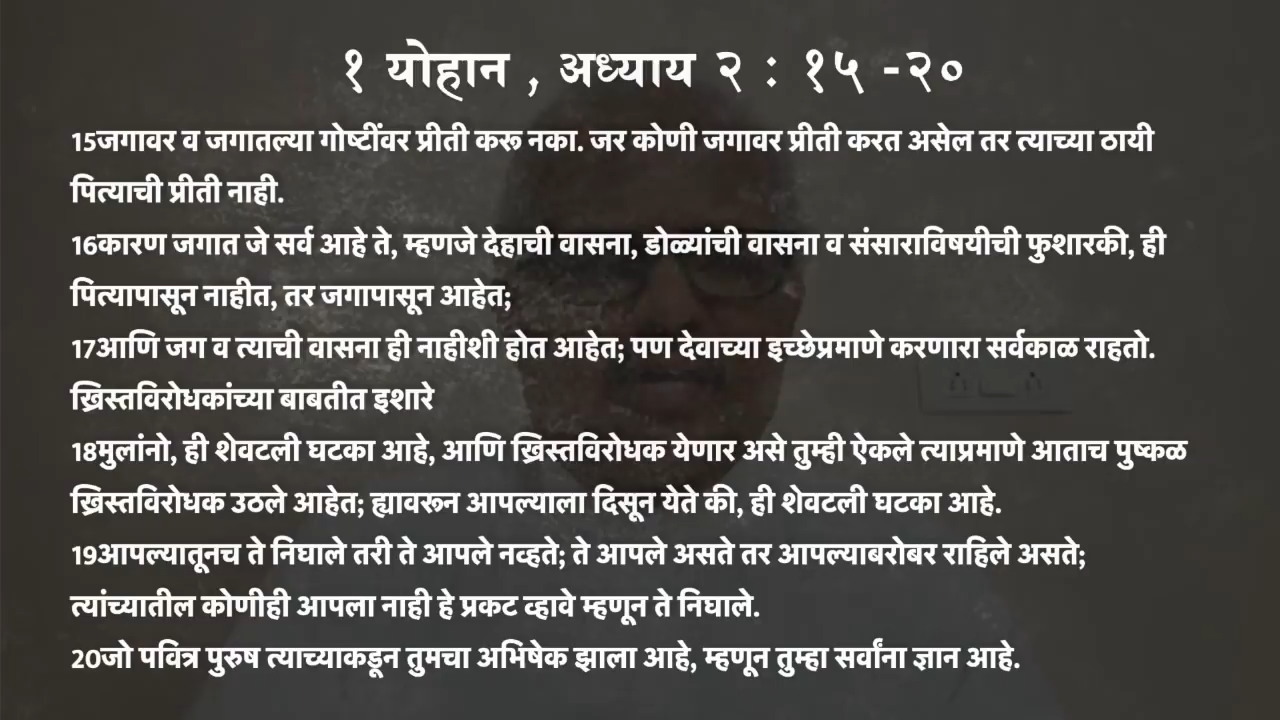 १ योहान , अध्याय २ : १५ -२०
15जगावर व जगातल्या गोष्टींवर प्रीती करू नका. जर कोणी जगावर प्रीती करत असेल तर त्याच्या ठायी
पित्याची प्रीती नाही.
16कारण जगात जे सर्व आहे ते, म्हणजे देहाची वासना, डोळ्यांची वासना व संसाराविषयीची फुशारकी, ही
पित्यापासून नाहीत, तर जगापासून आहेत;
17आणि जग व त्याची वासना ही नाहीशी होत आहेत; पण देवाच्या इच्छेप्रमाणे करणारा सर्वकाळ राहतो.
ख्रिस्तविरोधकांच्या बाबतीत इशारे
18मुलांनो, ही शेवटली घटका आहे, आणि ख्रिस्तविरोधक येणार असे तुम्ही ऐकले त्याप्रमाणे आताच पुष्कळ
ख्रिस्तविरोधक उठले आहेत; ह्यावरून आपल्याला दिसून येते की, ही शेवटली घटका आहे.
19आपल्यातूनच ते निघाले तरी ते आपले नव्हते; ते आपले असते तर आपल्याबरोबर राहिले असते;
त्यांच्यातील कोणीही आपला नाही हे प्रकट व्हावे म्हणून ते निघाले.
20जो पवित्र पुरुष त्याच्याकडून तुमचा अभिषेक झाला आहे, म्हणून तुम्हा सर्वांना ज्ञान आहे.